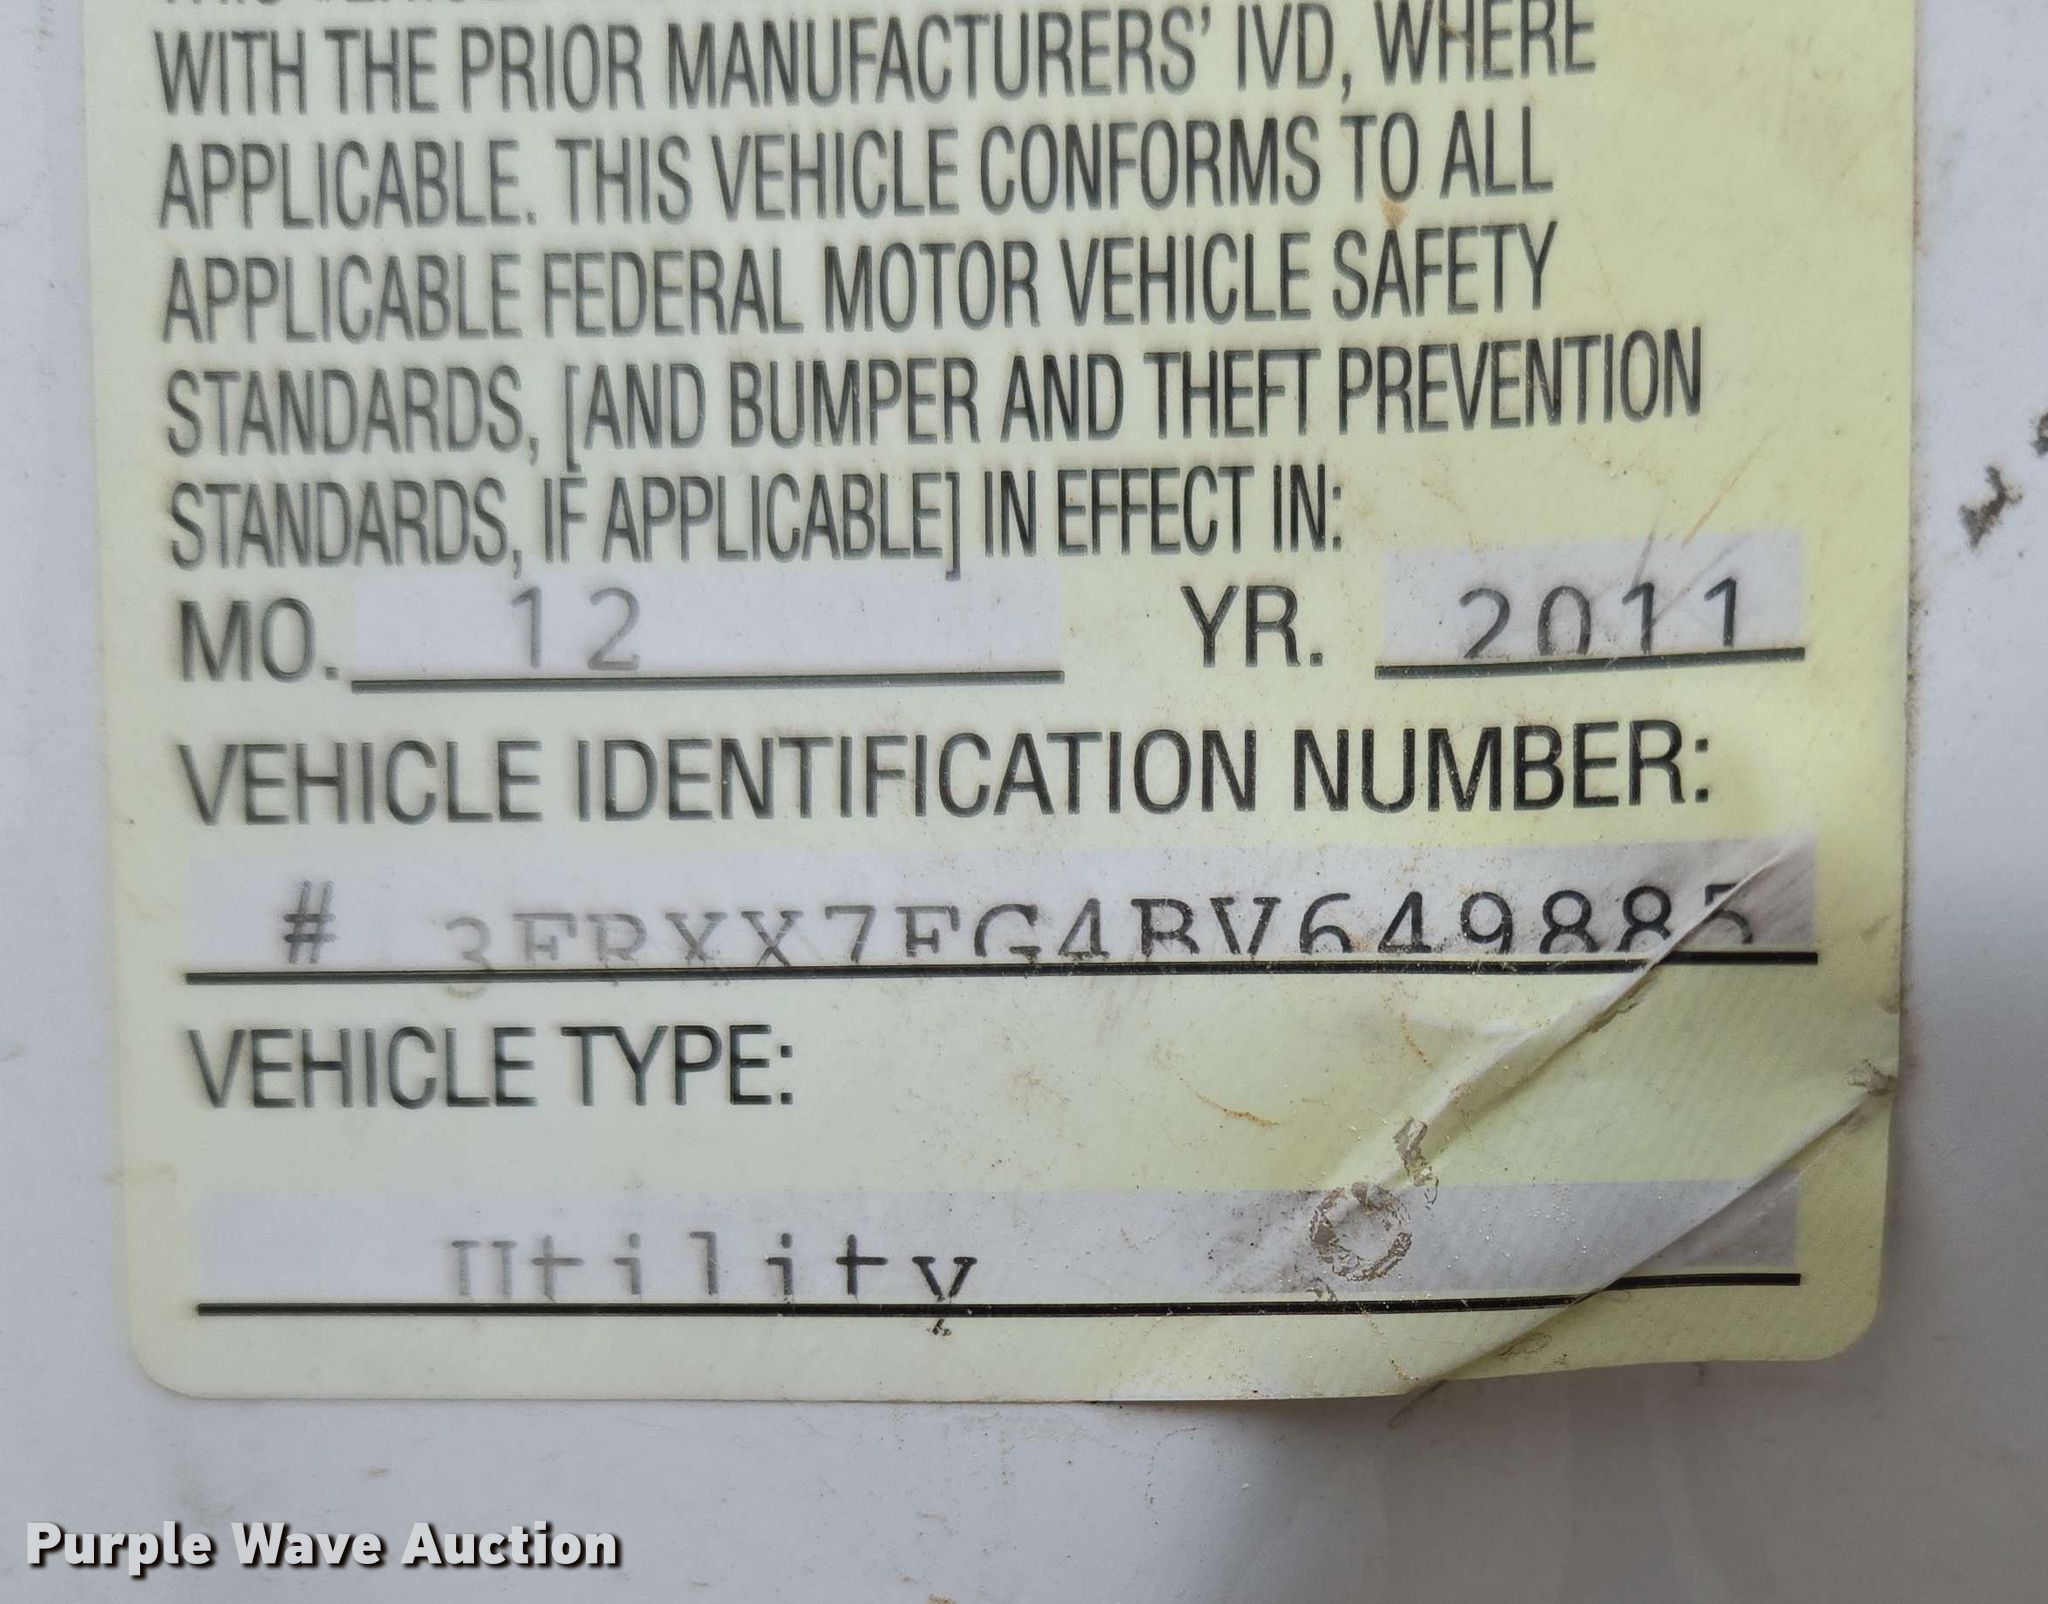 WITH THE PRIOR MANUFACTURERS' IVD, WHERE
APPLICABLE. THIS VEHICLE CONFORMS TO ALL
APPLICABLE FEDERAL MOTOR VEHICLE SAFETY
STANDARDS, [AND BUMPER AND THEFT PREVENTION
STANDARDS, IF APPLICABLE] IN EFFECT IN:
MO. 12 YR. 2011
VEHICLE IDENTIFICATION NUMBER:
# 3FRXX7FG4BV649885
VEHICLE TYPE:
Utility
Purple Wave Auction